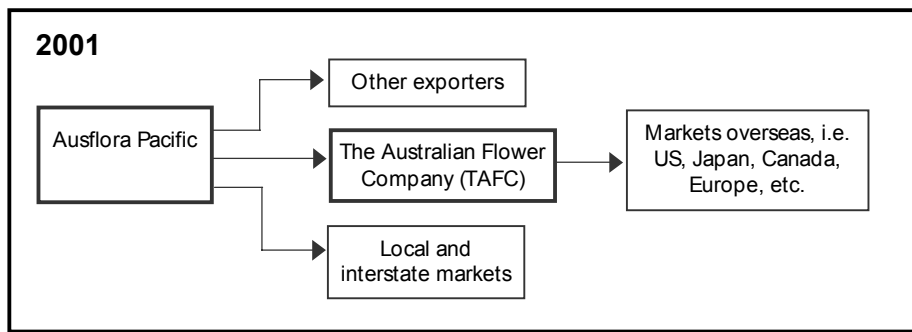 2001
Other exporters
Ausflora Pacific
The Australian Flower
Company (TAFC)
Markets overseas, i.e.
US, Japan, Canada,
Europe, etc.
Local and
interstate markets